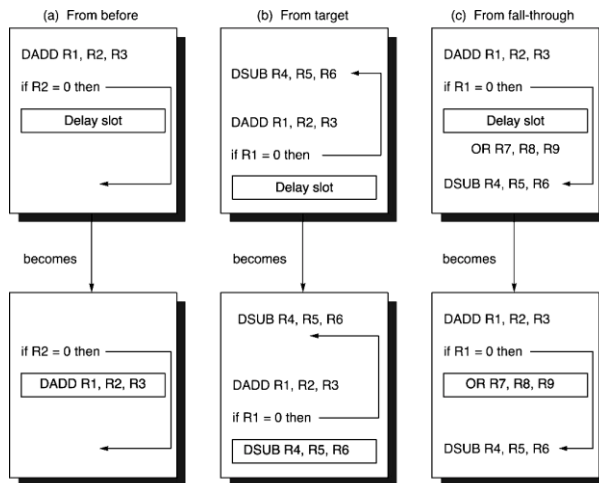 (a) From before
DADD R1, R2, R3
if R2 = 0 then
Delay slot
becomes
if R2 = 0 then
DADD R1, R2, R3
(b) From target
DSUB R4, R5, R6
DADD R1, R2, R3
if R1 = 0 then
Delay slot
becomes
DSUB R4, R5, R6
DADD R1, R2, R3
if R1 = 0 then
DSUB R4, R5, R6
(c) From fall-through
DADD R1, R2, R3
if R1 = 0 then
Delay slot
OR R7, R8, R9
DSUB R4, R5, R6
becomes
DADD R1, R2, R3
if R1 = 0 then
OR R7, R8, R9
DSUB R4, R5, R6